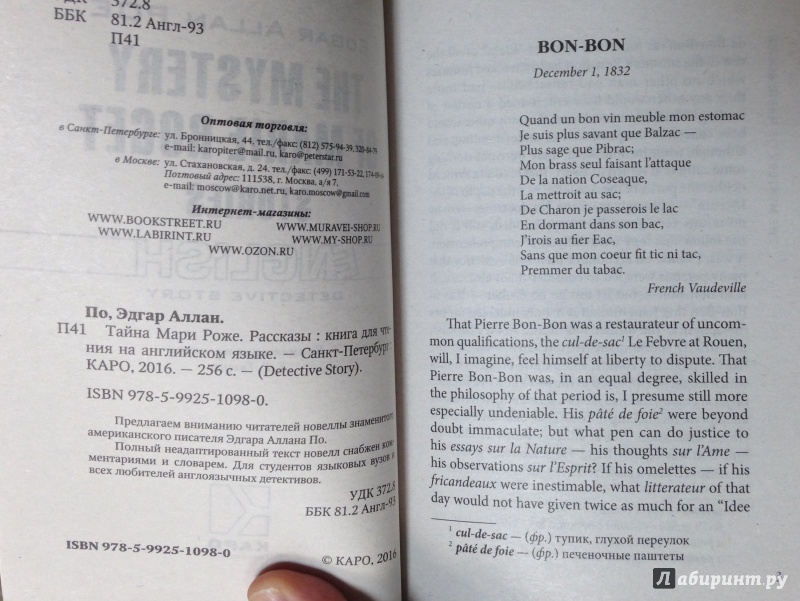 УДК 372.8
ББК 81.2 Англ-93
П41
Оптовая торговля:
в Санкт-Петербурге: ул. Бронницкая, 44, тел./факс: (812) 575-94-39, 320-84-79
e-mail: karopiter@mail.ru, karo@peterstar.ru
в Москве: ул. Стахановская, д. 24, тел./факс: (499) 171-53-22,
Почтовый адрес: 111538, г. Москва, а/я 7,
e-mail: moscow@karo.net.ru, karo.moscow@gmail.com
Интернет-магазины:
WWW.BOOKSTREET.RU WWW.MURAVEI-SHOP.RU
WWW.LABIRINT.RU WWW.MY-SHOP.RU
WWW.OZON.RU
По, Эдгар Аллан.
П41 Тайна Мари Роже. Рассказы : книга для чте-
ния на английском языке. — Санкт-Петербург
КАРО, 2016. — 256 с. — (Detective Story).
ISBN 978-5-9925-1098-0.
Предлагаем вниманию читателей новеллы знаменитого
американского писателя Эдгара Аллана По.
Полный неадаптированный текст новелл снабжен ком-
ментариями и словарем. Для студентов языковых вузов и
всех любителей англоязычных детективов.
УДК 372.8
ББК 81.2 Англ-93
ISBN 978-5-9925-1098-0
© КАРО, 2016
BON-BON
December 1, 1832
Quand un bon vin meuble mon estomac
Je suis plus savant que Balzac —
Plus sage que Pibrac;
Mon brass seul faisant l'attaque
De la nation Coseaque,
La mettroit au sac;
De Charon je passerois le lac
En dormant dans son bac,
J'irois au fier Eac,
Sans que mon coeur fit tic ni tac,
Premmer du tabac.
French Vaudeville
That Pierre Bon-Bon was a restaurateur of uncom-
mon qualifications, the cul-de-sac¹ Le Febvre at Rouen,
will, I imagine, feel himself at liberty to dispute. That
Pierre Bon-Bon was, in an equal degree, skilled in
the philosophy of that period is, I presume still more
especially undeniable. His pâté de foie² were beyond
doubt immaculate; but what pen can do justice to
his essays sur la Nature — his thoughts sur l'Ame —
his observations sur l'Esprit? If his omelettes — if his
fricandeaux were inestimable, what litterateur of that
day would not have given twice as much for an "Idee
¹ cul-de-sac — (фр.) тупик, глухой переулок
² pâté de foie — (фр.) печеночные паштеты
3
Лабиринт.ру